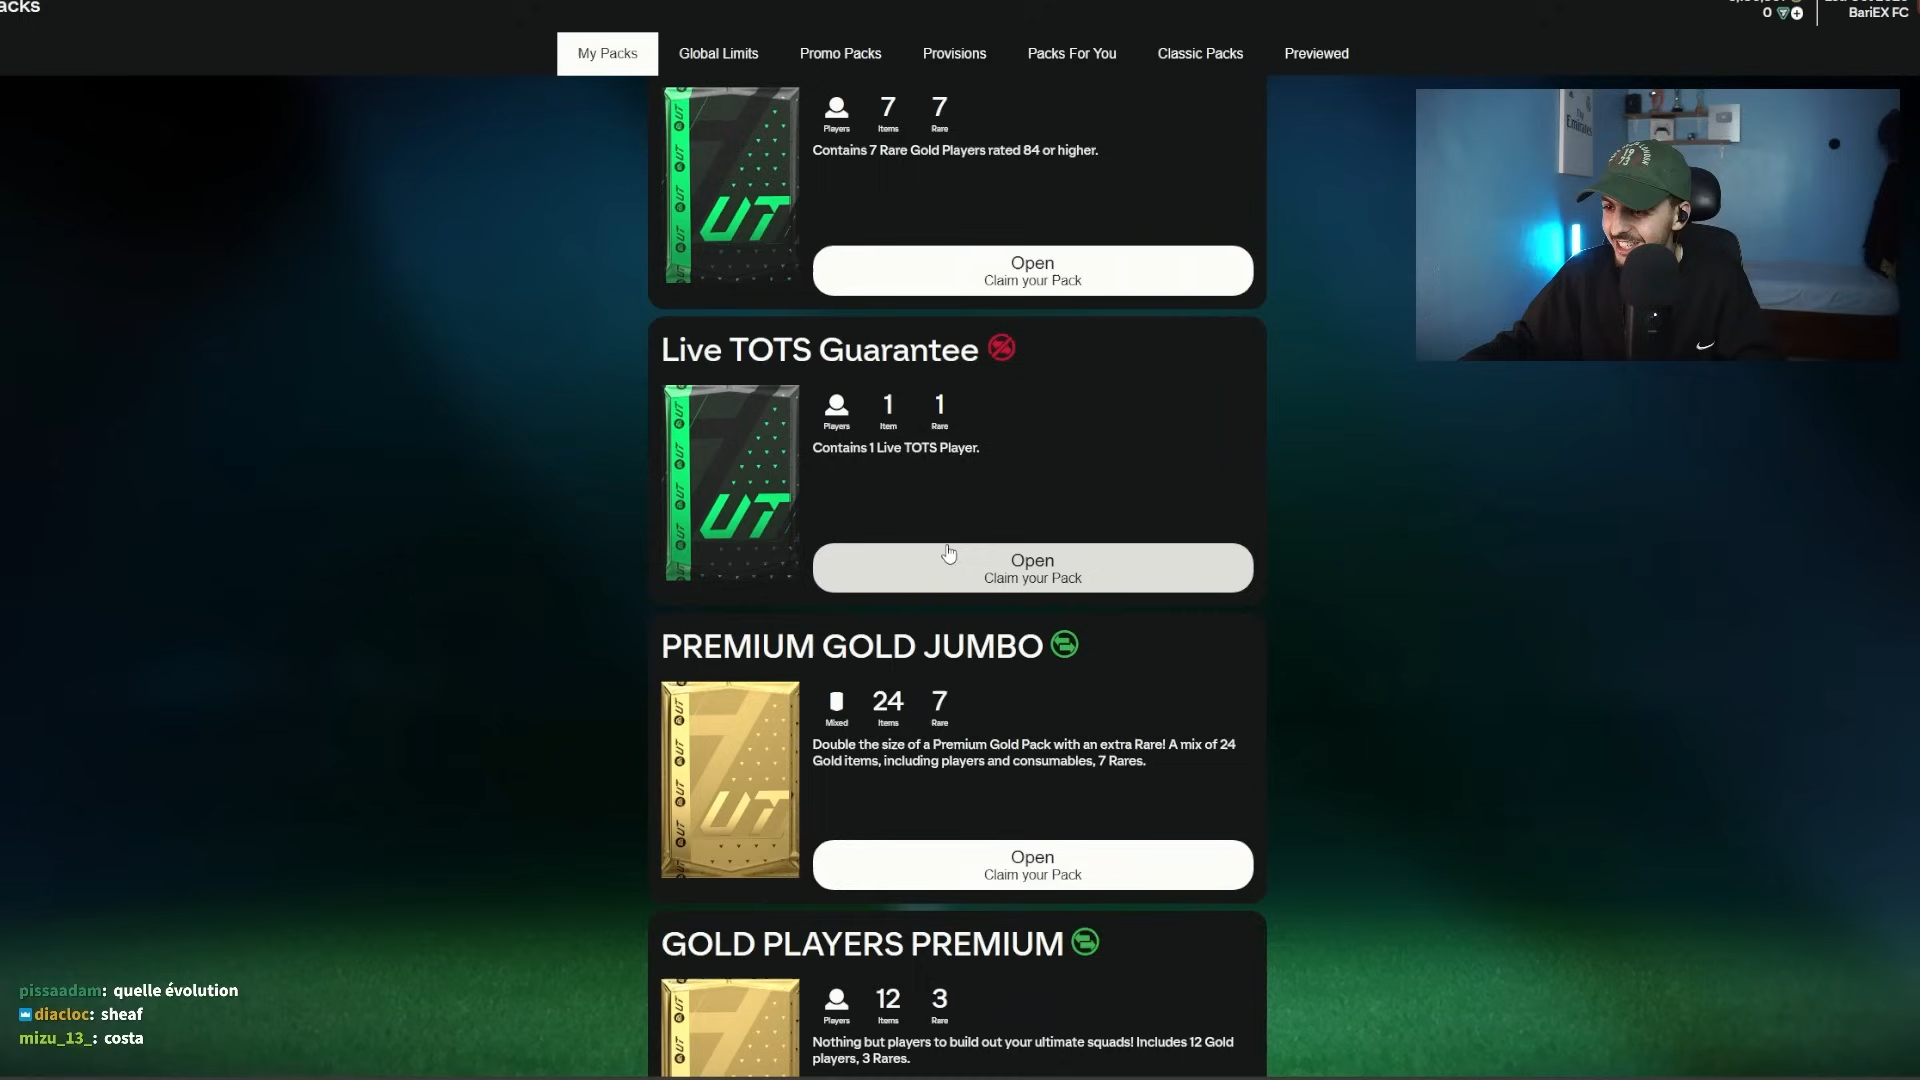 acks
0
BariEX FC
My Packs
Global Limits
Promo Packs
Provisions
Packs For You
Classic Packs
Previewed
7 7
Players Items Rare
Contains 7 Rare Gold Players rated 84 or higher.
UT
Open
Claim your Pack
Live TOTS Guarantee
1 1
Players Item Rare
Contains 1 Live TOTS Player.
UT
Open
Claim your Pack
PREMIUM GOLD JUMBO
24 7
Mixed Items Rare
Double the size of a Premium Gold Pack with an extra Rare! A mix of 24
Gold items, including players and consumables, 7 Rares.
UT
Open
Claim your Pack
GOLD PLAYERS PREMIUM
12 3
Players Items Rare
Nothing but players to build out your ultimate squads! Includes 12 Gold
players, 3 Rares.
pissaadam: quelle évolution
diacloc: sheaf
mizu_13_: costa